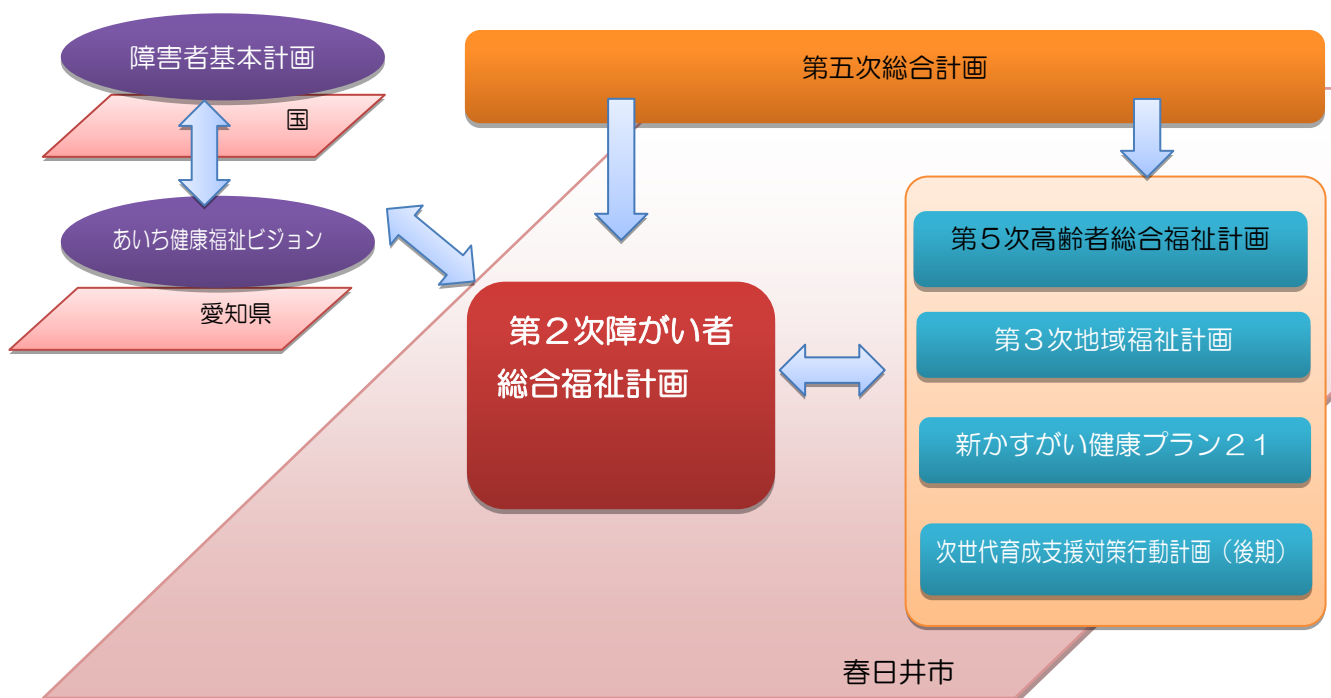 障害者基本計画
国
あいち健康福祉ビジョン
愛知県
第五次総合計画
第２次障がい者
総合福祉計画
第５次高齢者総合福祉計画
第３次地域福祉計画
新かすがい健康プラン２１
次世代育成支援対策行動計画（後期）
春日井市